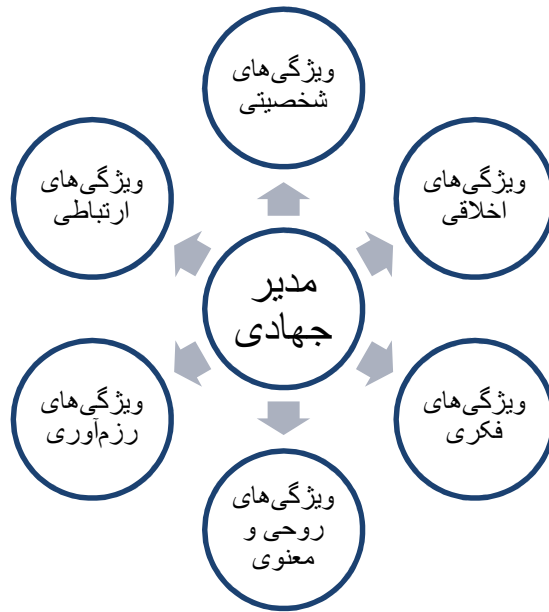 ویژگی‌های
شخصیتی
ویژگی‌های
اخلاقی
ویژگی‌های
فکری
ویژگی‌های
روحی و
معنوی
ویژگی‌های
رزم‌آوری
ویژگی‌های
ارتباطی
مدیر
جهادی